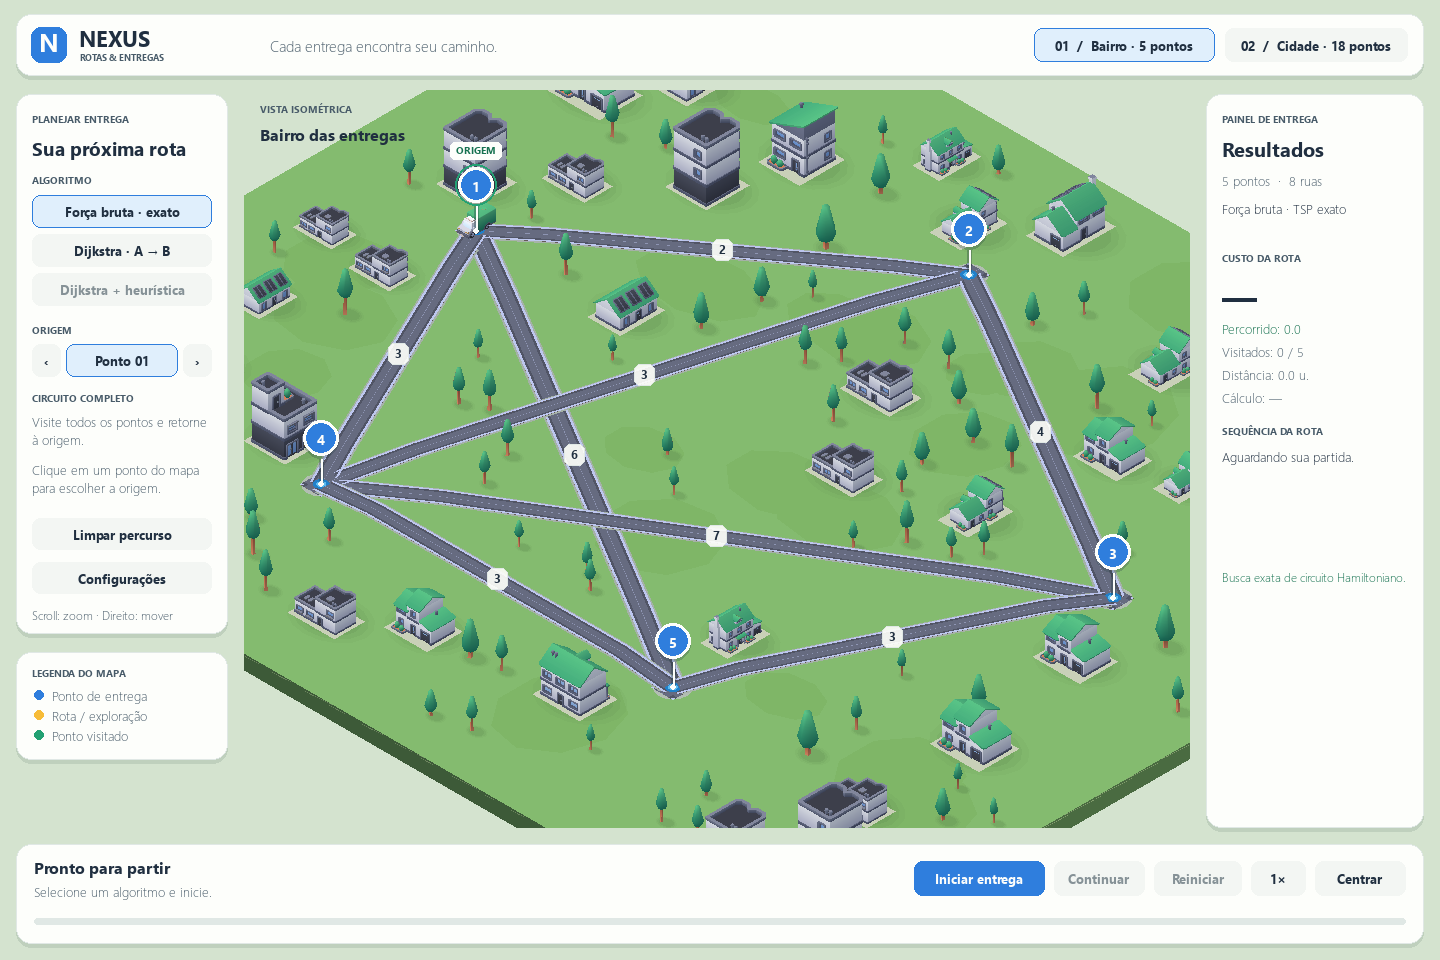 N
NEXUS
ROTAS & ENTREGAS
Cada entrega encontra seu caminho.
01 / Bairro · 5 pontos
02 / Cidade · 18 pontos
PLANEJAR ENTREGA
Sua próxima rota
ALGORITMO
Força bruta · exato
Dijkstra · A → B
Dijkstra + heurística
ORIGEM
‹ Ponto 01 ›
CIRCUITO COMPLETO
Visite todos os pontos e retorne
à origem.
Clique em um ponto do mapa
para escolher a origem.
Limpar percurso
Configurações
Scroll: zoom · Direito: mover
LEGENDA DO MAPA
Ponto de entrega
Rota / exploração
Ponto visitado
VISTA ISOMÉTRICA
Bairro das entregas
ORIGEM
1
2
2
3
3
4
4
6
7
3
3
5
3
PAINEL DE ENTREGA
Resultados
5 pontos · 8 ruas
Força bruta · TSP exato
CUSTO DA ROTA
—
Percorrido: 0.0
Visitados: 0 / 5
Distância: 0.0 u.
Cálculo: —
SEQUÊNCIA DA ROTA
Aguardando sua partida.
Busca exata de circuito Hamiltoniano.
Pronto para partir
Selecione um algoritmo e inicie.
Iniciar entrega
Continuar
Reiniciar
1×
Centrar